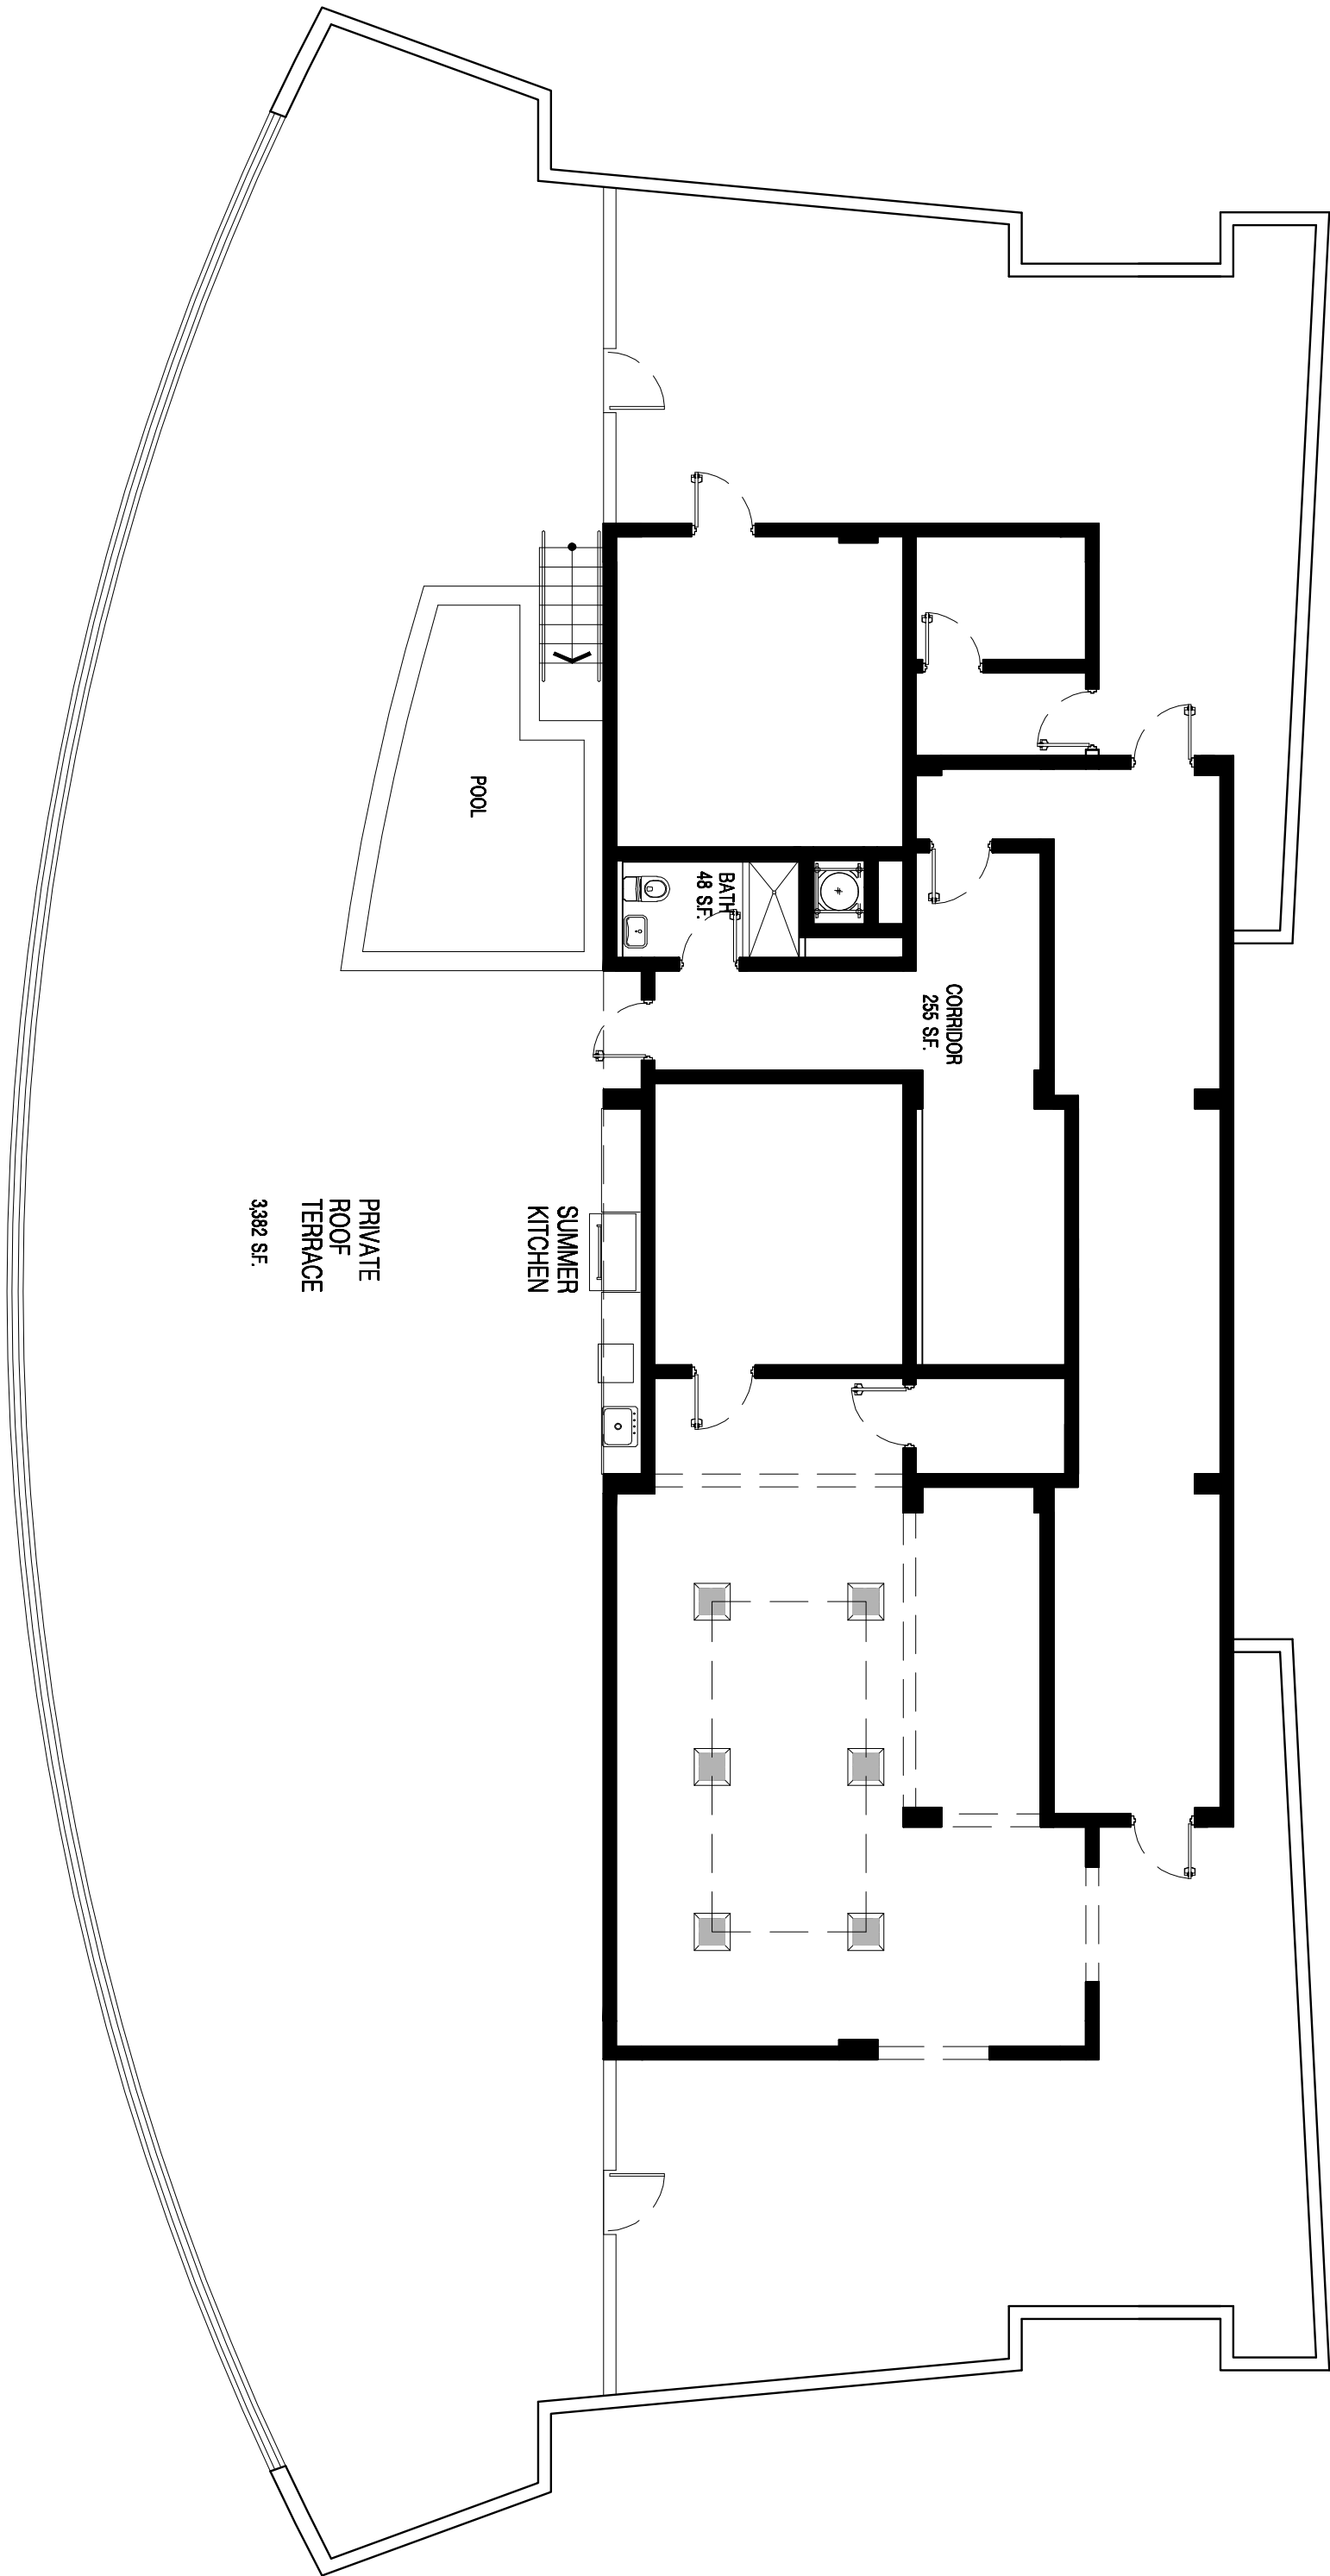 POOL
BATH
48 S.F.
CORRIDOR
255 S.F.
SUMMER
KITCHEN
PRIVATE
ROOF
TERRACE
3,382 S.F.